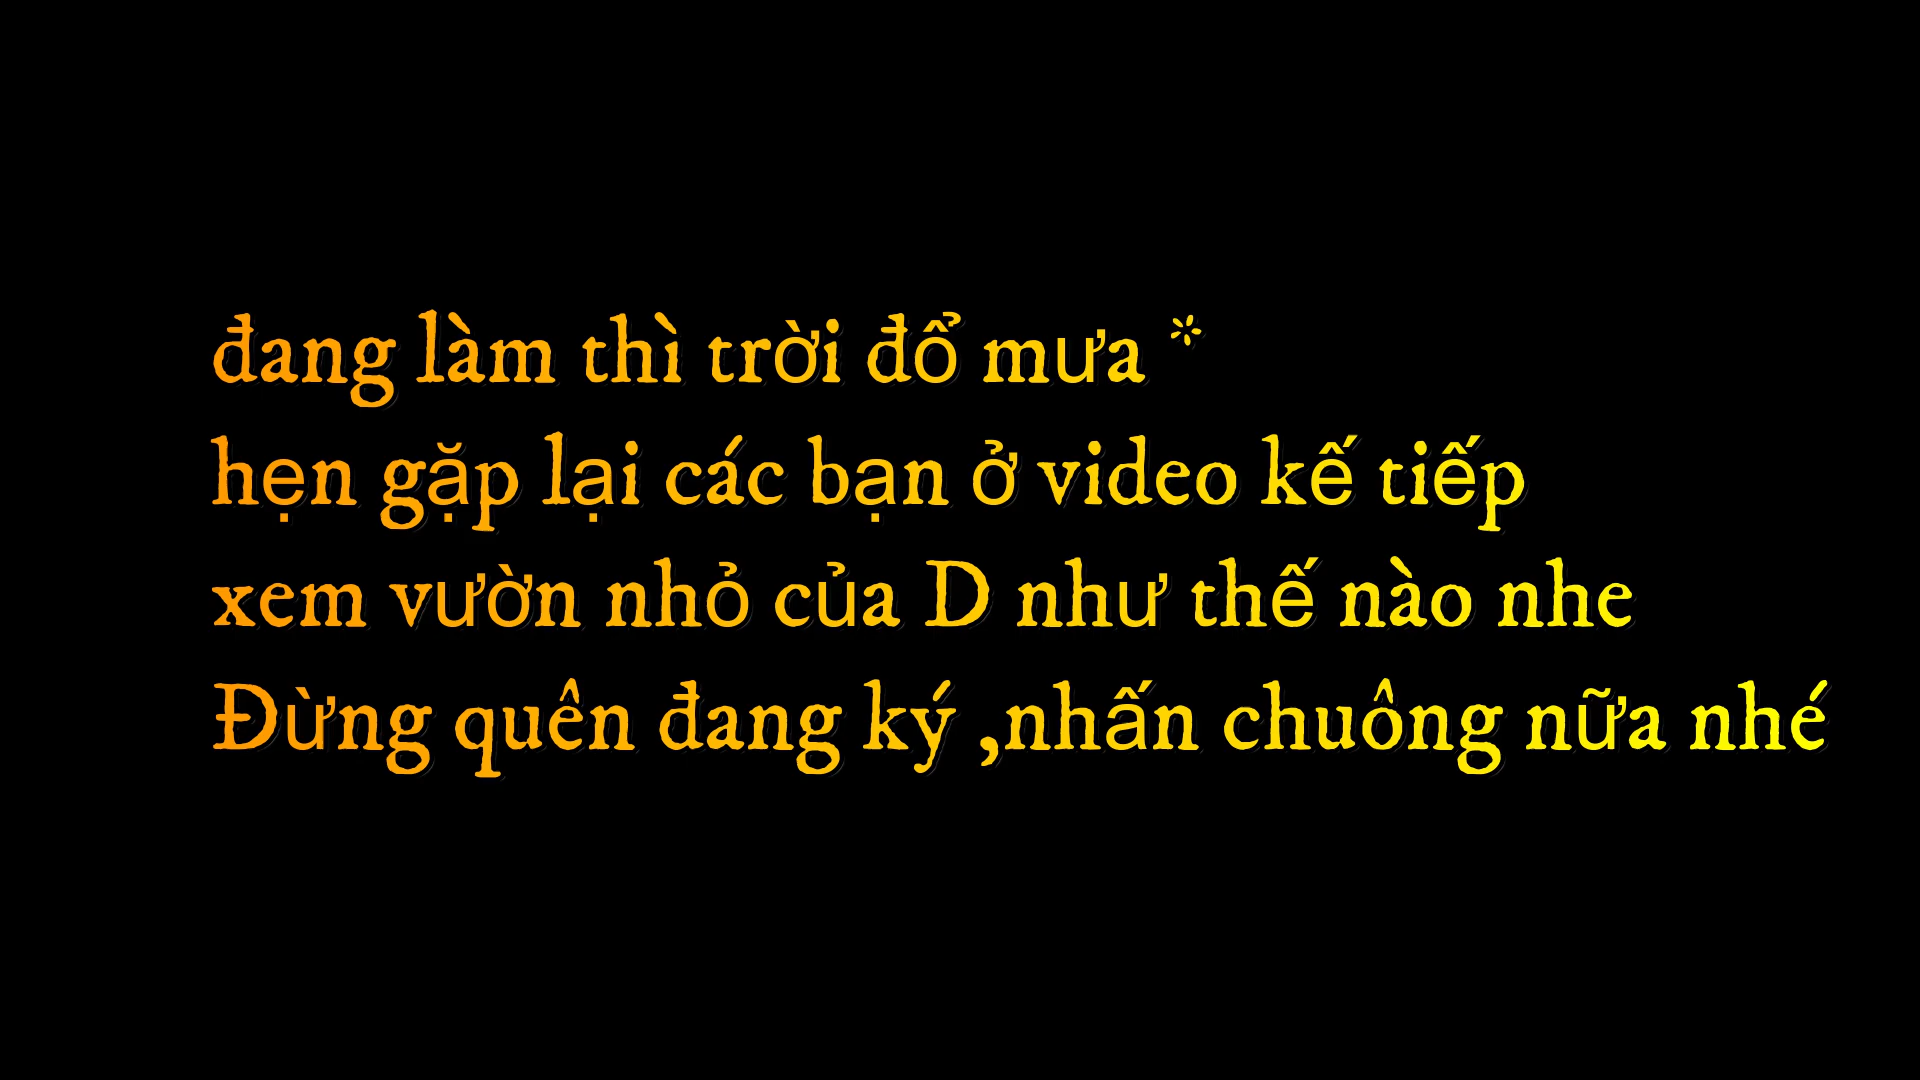 đang làm thì trời đổ mưa *
hẹn gặp lại các bạn ở video kế tiếp
xem vườn nhỏ của D như thế nào nhe
Đừng quên đang ký ,nhấn chuông nữa nhé